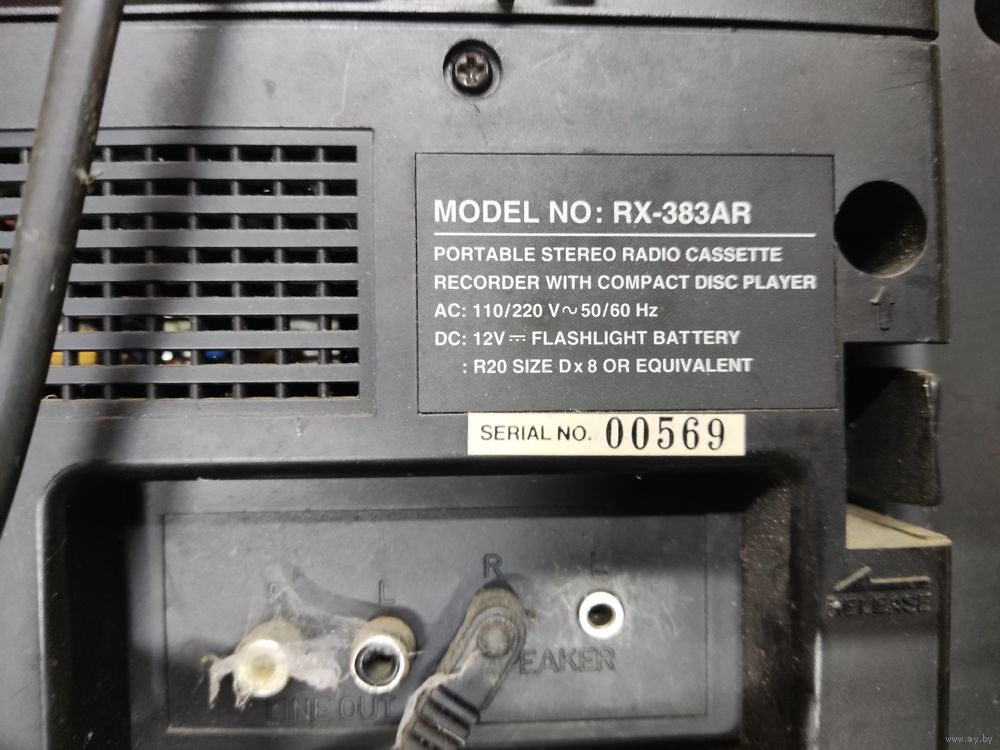 MODEL NO: RX-383AR
PORTABLE STEREO RADIO CASSETTE
RECORDER WITH COMPACT DISC PLAYER
AC: 110/220 V~50/60 Hz
DC: 12V⎓ FLASHLIGHT BATTERY
: R20 SIZE D x 8 OR EQUIVALENT
SERIAL NO. 00569
R L R L
RELEASE
EAKER
LINE OUT
www.ay.by